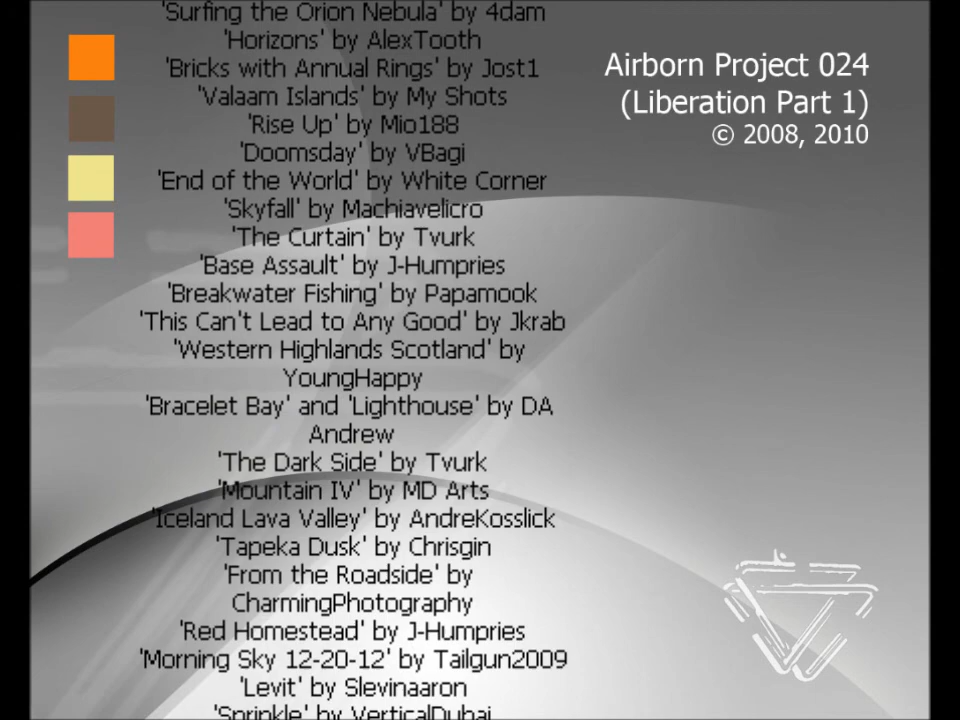 'Surfing the Orion Nebula' by 4dam
'Horizons' by AlexTooth
'Bricks with Annual Rings' by Jost1
'Valaam Islands' by My Shots
'Rise Up' by Mio188
'Doomsday' by VBagi
'End of the World' by White Corner
'Skyfall' by Machiavelicro
'The Curtain' by Tvurk
'Base Assault' by J-Humpries
'Breakwater Fishing' by Papamook
'This Can't Lead to Any Good' by Jkrab
'Western Highlands Scotland' by
YoungHappy
'Bracelet Bay' and 'Lighthouse' by DA
Andrew
'The Dark Side' by Tvurk
'Mountain IV' by MD Arts
'Iceland Lava Valley' by AndreKosslick
'Tapeka Dusk' by Chrisgin
'From the Roadside' by
CharmingPhotography
'Red Homestead' by J-Humpries
'Morning Sky 12-20-12' by Tailgun2009
'Levit' by Slevinaaron
'Sprinkle' by VerticalDubai
Airborn Project 024
(Liberation Part 1)
© 2008, 2010